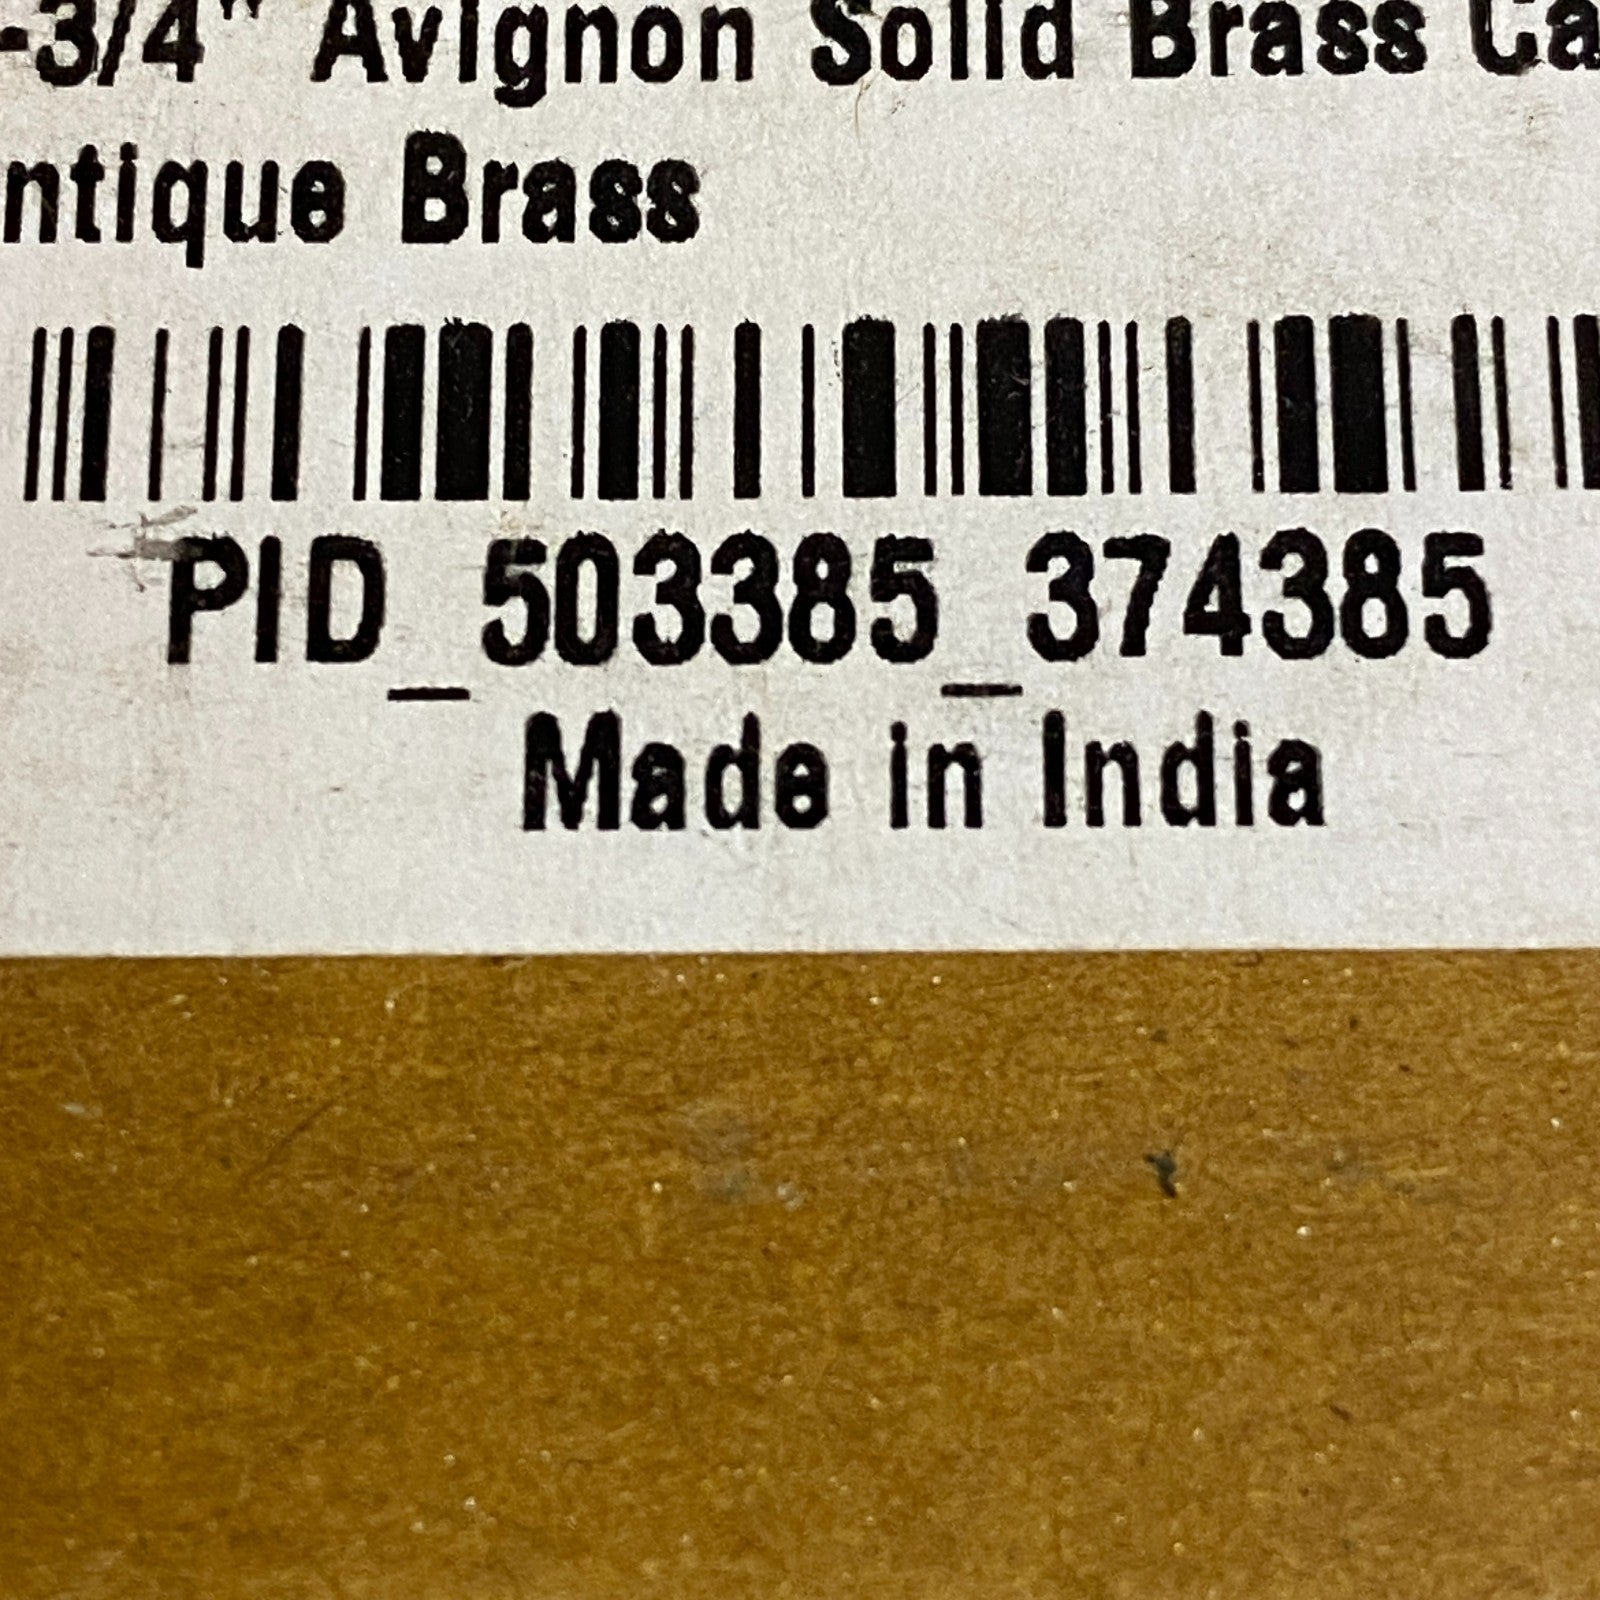 -3/4" Avignon Solid Brass Ca
ntique Brass
PID_503385_374385
Made in India